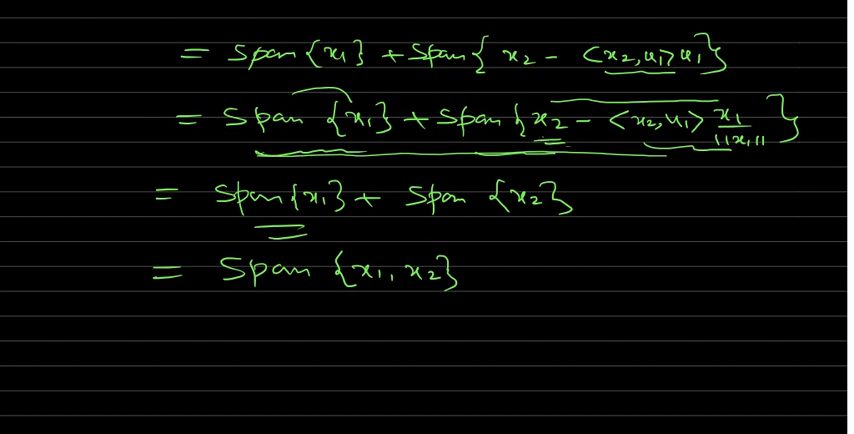 = Span{x₁} + Span{ x₂ - <x₂,u₁>u₁}
= Span {x₁} + Span {x₂ - <x₂,u₁> x₁/||x₁||}
= Span{x₁} + Span {x₂}
= Span {x₁, x₂}